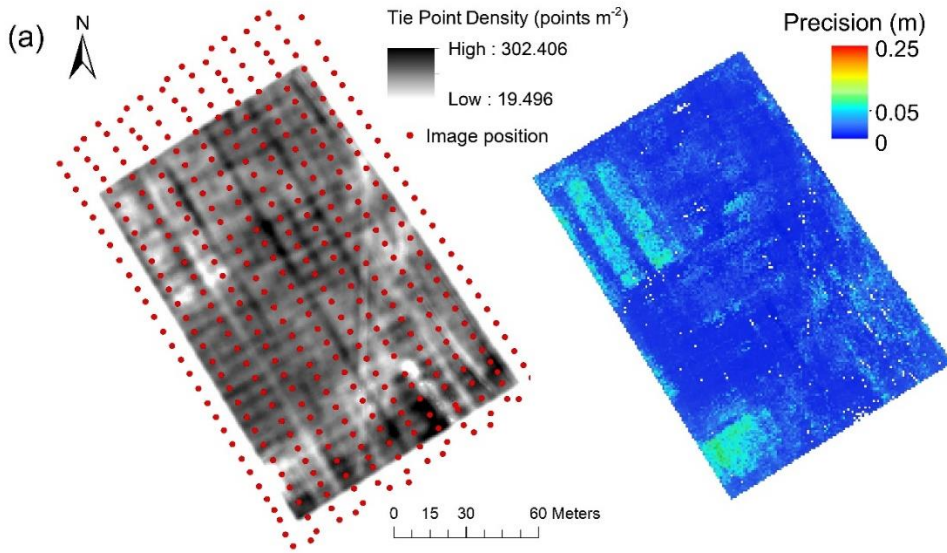 (a)
N
Tie Point Density (points m⁻²)
High : 302.406
Low : 19.496
Image position
0 15 30 60 Meters
Precision (m)
0.25
0.05
0